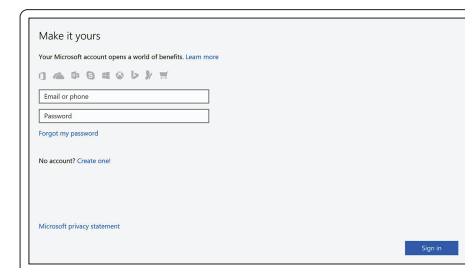 Make it yours
Your Microsoft account opens a world of benefits. Learn more
Email or phone
Password
Forgot my password
No account? Create one!
Microsoft privacy statement
Sign in